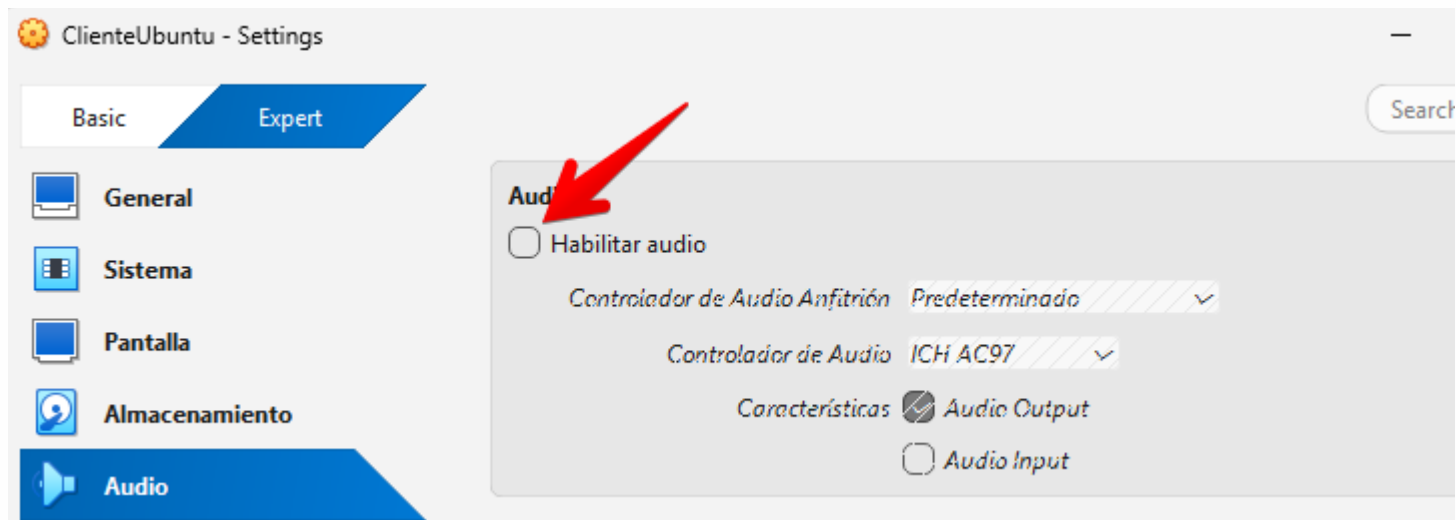 ClienteUbuntu - Settings
Basic
Expert
Search
General
Sistema
Pantalla
Almacenamiento
Audio
Habilitar audio
Controlador de Audio Anfitrión Predeterminado
Controlador de Audio ICH AC97
Características Audio Output
Audio Input